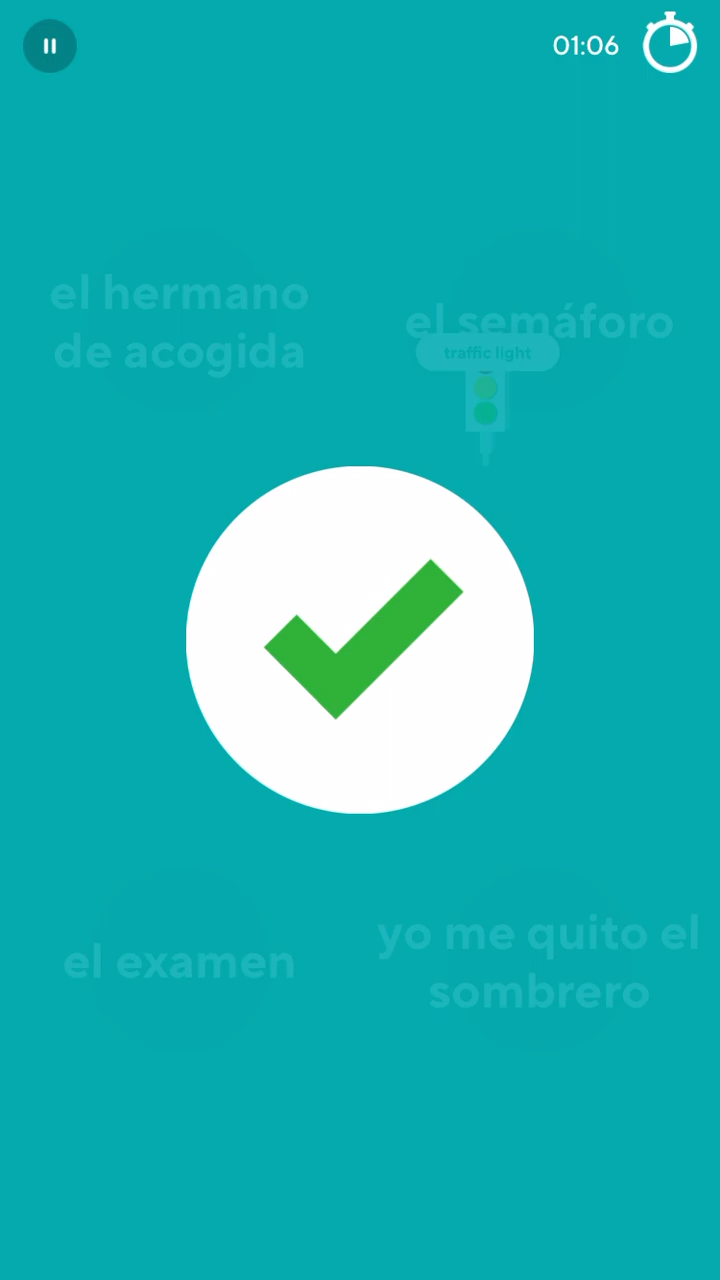 01:06
el hermano
de acogida
el semáforo
traffic light
el examen
yo me quito el
sombrero